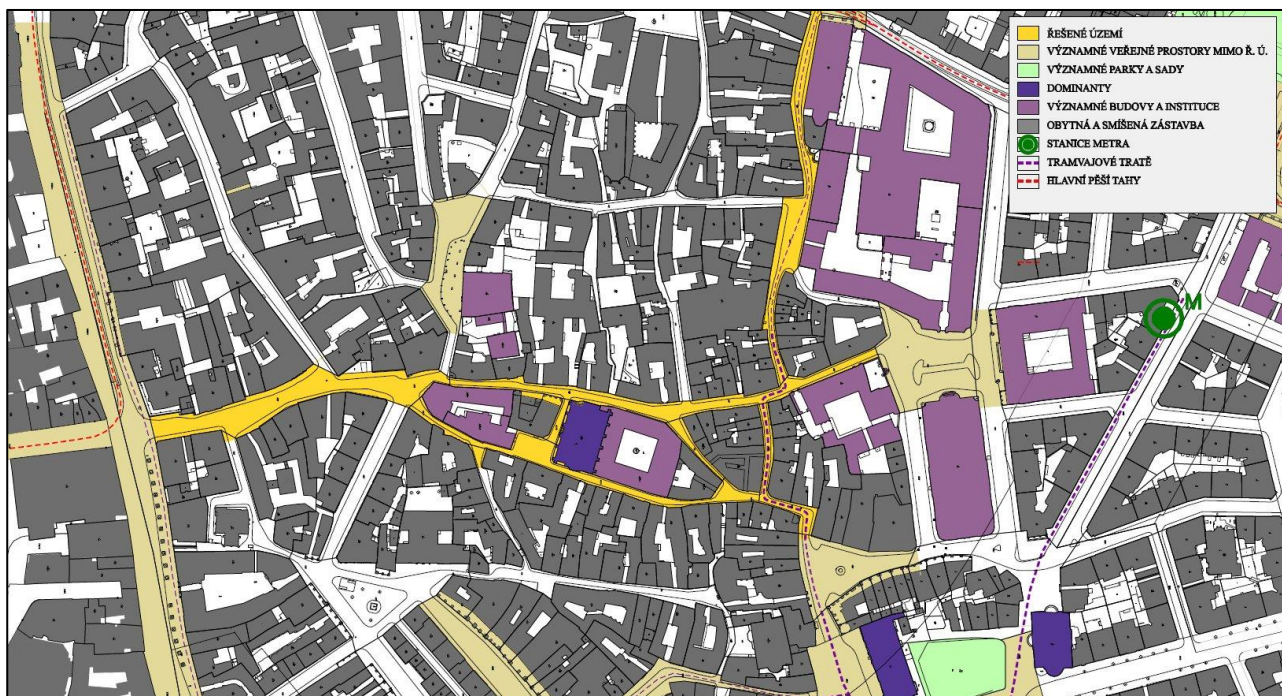 ŘEŠENÉ ÚZEMÍ
VÝZNAMNÉ VEŘEJNÉ PROSTORY MIMO Ř. Ú.
VÝZNAMNÉ PARKY A SADY
DOMINANTY
VÝZNAMNÉ BUDOVY A INSTITUCE
OBYTNÁ A SMÍŠENÁ ZÁSTAVBA
STANICE METRA
TRAMVAJOVÉ TRATĚ
HLAVNÍ PĚŠÍ TAHY
M